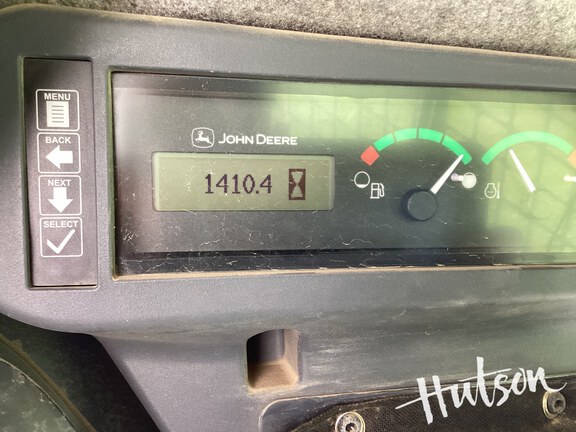 MENU
BACK
NEXT
SELECT
JOHN DEERE
1410.4
Hutson